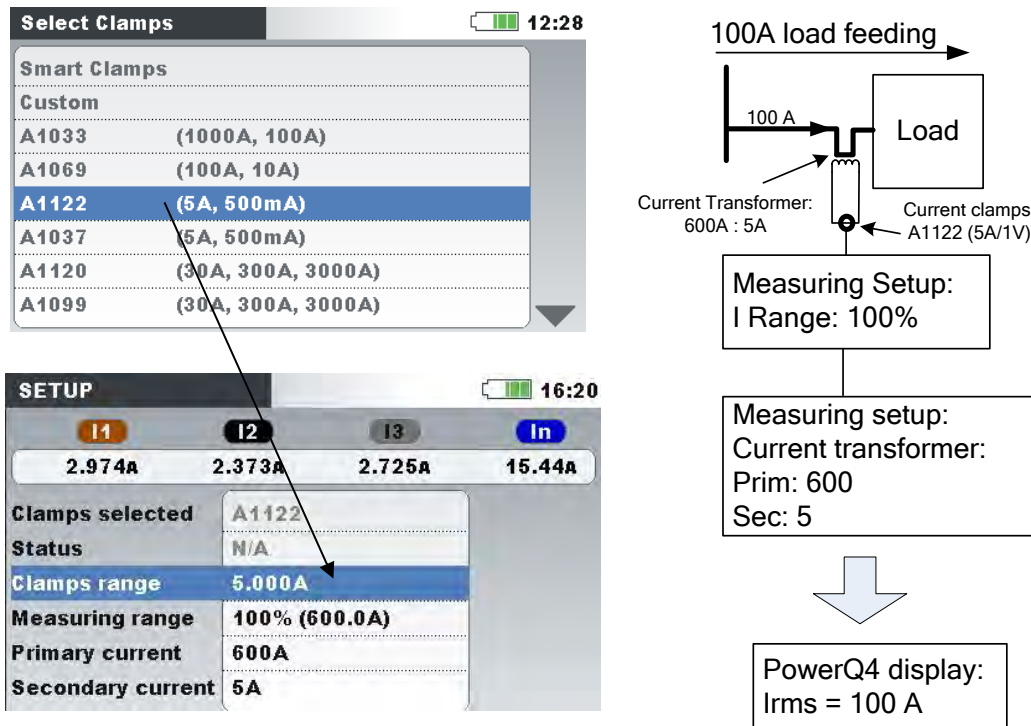 Select Clamps 12:28
Smart Clamps
Custom
A1033 (1000A, 100A)
A1069 (100A, 10A)
A1122 (5A, 500mA)
A1037 (5A, 500mA)
A1120 (30A, 300A, 3000A)
A1099 (30A, 300A, 3000A)
SETUP 16:20
I1 I2 I3 In
2.974A 2.373A 2.725A 15.44A
Clamps selected A1122
Status N/A
Clamps range 5.000A
Measuring range 100% (600.0A)
Primary current 600A
Secondary current 5A
100A load feeding
100 A
Load
Current Transformer:
600A : 5A
Current clamps
A1122 (5A/1V)
Measuring Setup:
I Range: 100%
Measuring setup:
Current transformer:
Prim: 600
Sec: 5
PowerQ4 display:
Irms = 100 A